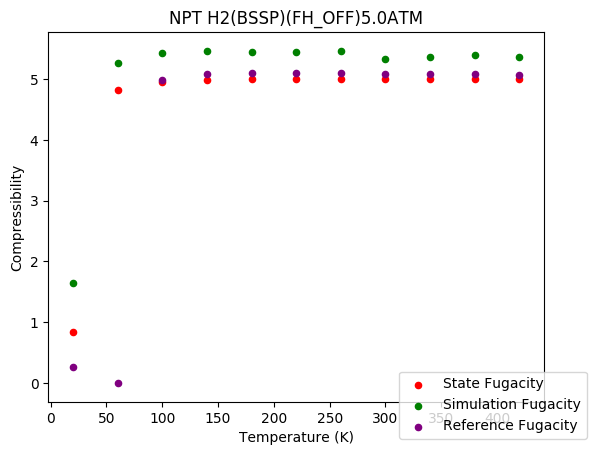 NPT H2(BSSP)(FH_OFF)5.0ATM
Compressibility
5
4
3
2
1
0
0 50 100 150 200 250 300 350 400
Temperature (K)
State Fugacity
Simulation Fugacity
Reference Fugacity